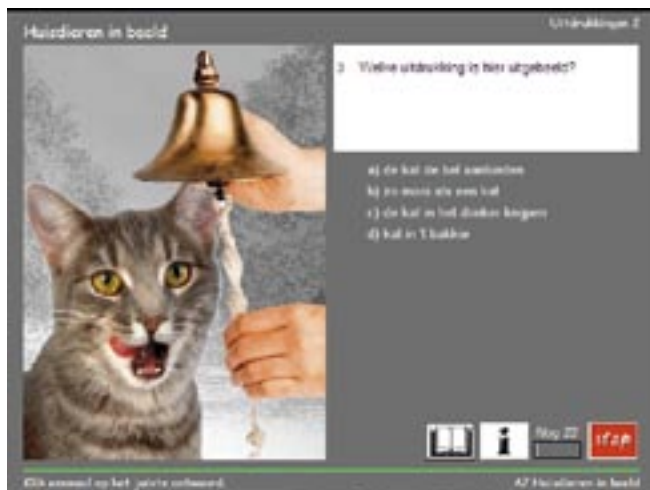 Huisdieren in beeld
Uitdrukkingen 2
3 Welke uitdrukking is hier uitgebeeld?
a) de kat de bel aanbinden
b) zo mooi als een kat
c) de kat in het donker knijpen
d) kat in 't bakkie
Nog 22
stop
Klik eenmaal op het juiste antwoord.
A7 Huisdieren in beeld